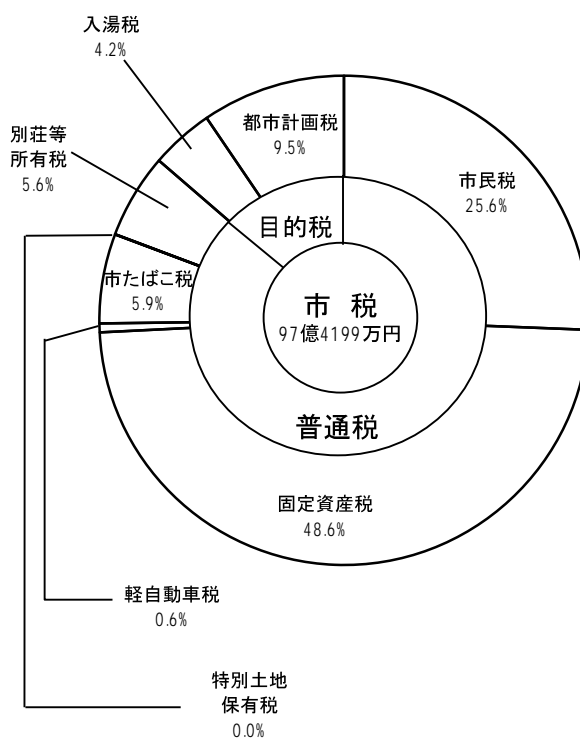 入湯税
4.2%
別荘等
所有税
5.6%
都市計画税
9.5%
市民税
25.6%
目的税
市たばこ税
5.9%
市 税
97億4199万円
普通税
固定資産税
48.6%
軽自動車税
0.6%
特別土地
保有税
0.0%